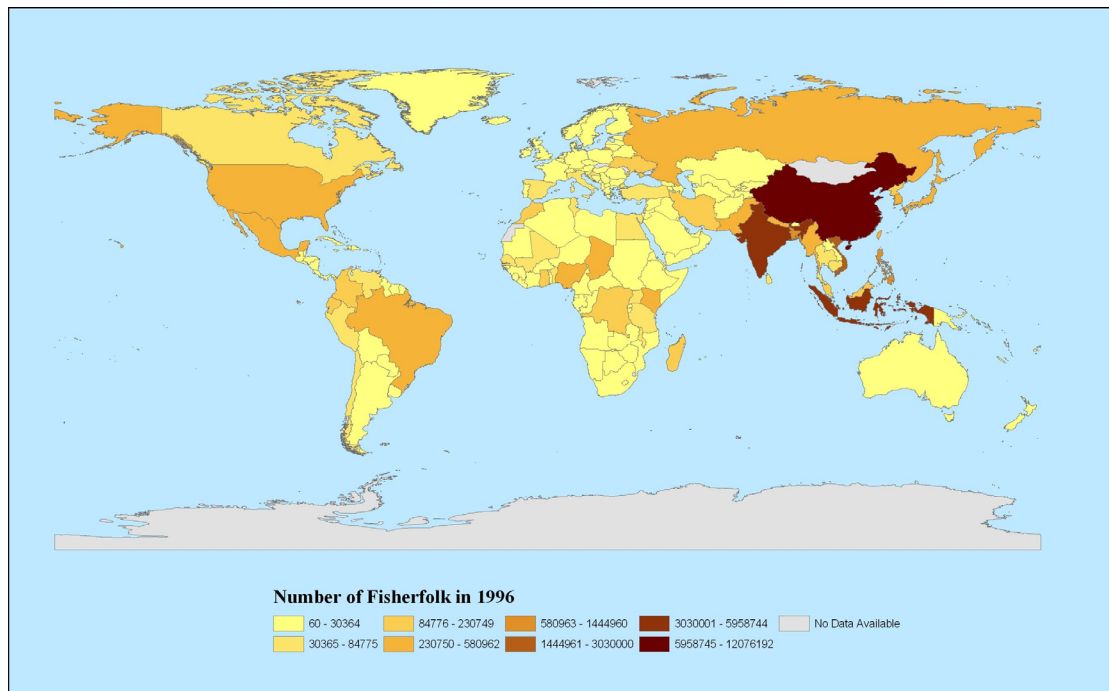 Number of Fisherfolk in 1996
60 - 30364
84776 - 230749
580963 - 1444960
3030001 - 5958744
No Data Available
30365 - 84775
230750 - 580962
1444961 - 3030000
5958745 - 12076192